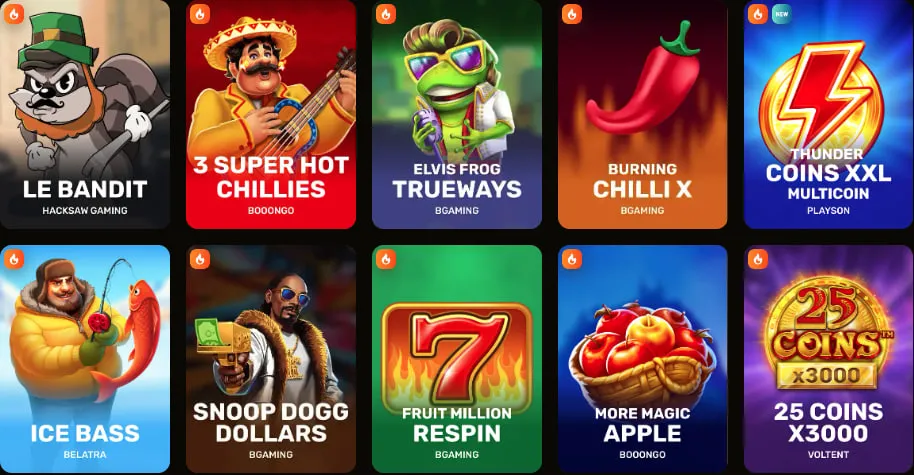 LE BANDIT
HACKSAW GAMING
3 SUPER HOT
CHILLIES
BOOONGO
ELVIS FROG
TRUEWAYS
BGAMING
BURNING
CHILLI X
BGAMING
NEW
THUNDER
COINS XXL
MULTICOIN
PLAYSON
ICE BASS
BELATRA
SNOOP DOGG
DOLLARS
BGAMING
7
FRUIT MILLION
RESPIN
BGAMING
MORE MAGIC
APPLE
BOOONGO
25
COINS™
x3000
25 COINS
X3000
VOLTENT